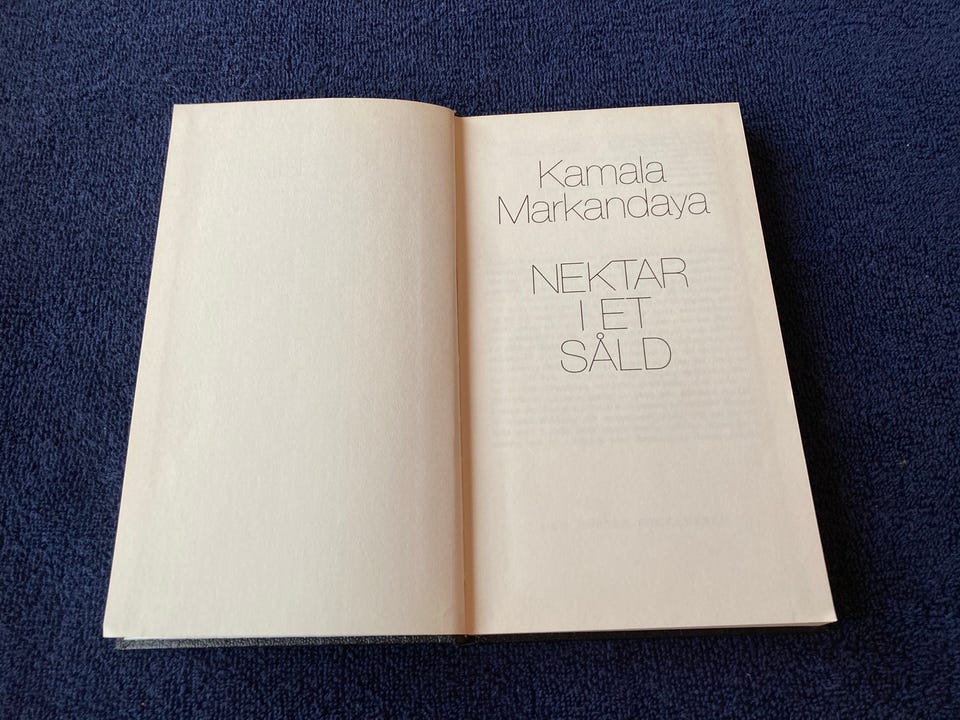 Kamala
Markandaya
NEKTAR
I ET
SÅLD